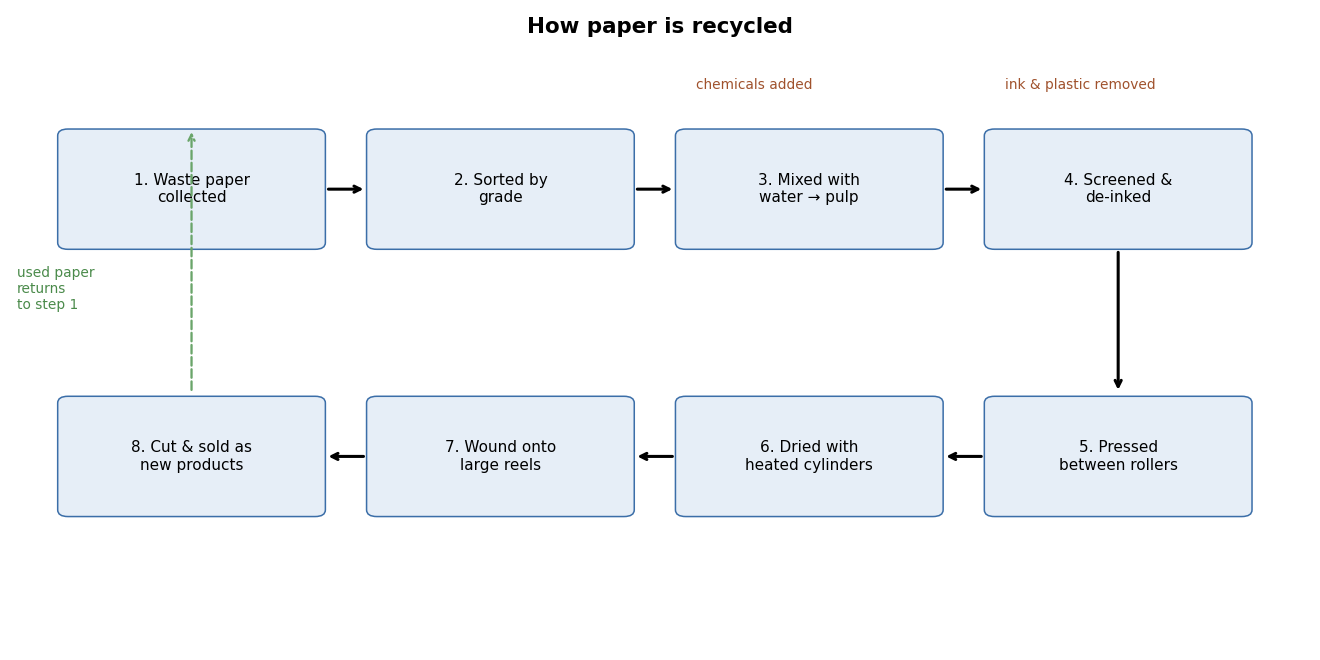 How paper is recycled
chemicals added
ink & plastic removed
1. Waste paper
collected
2. Sorted by
grade
3. Mixed with
water → pulp
4. Screened &
de-inked
used paper
returns
to step 1
8. Cut & sold as
new products
7. Wound onto
large reels
6. Dried with
heated cylinders
5. Pressed
between rollers